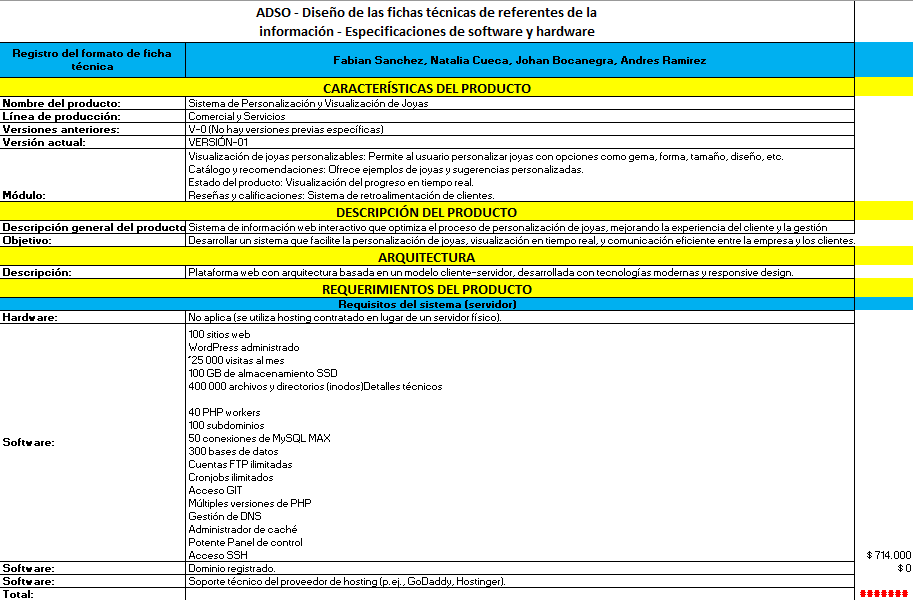 ADSO - Diseño de las fichas técnicas de referentes de la
información - Especificaciones de software y hardware
Registro del formato de ficha
técnica
Fabian Sanchez, Natalia Cueca, Johan Bocanegra, Andres Ramirez
CARACTERÍSTICAS DEL PRODUCTO
Nombre del producto: Sistema de Personalización y Visualización de Joyas
Línea de producción: Comercial y Servicios
Versiones anteriores: V-0 (No hay versiones previas específicas)
Versión actual: VERSIÓN-01
Visualización de joyas personalizables: Permite al usuario personalizar joyas con opciones como gema, forma, tamaño, diseño, etc.
Catálogo y recomendaciones: Ofrece ejemplos de joyas y sugerencias personalizadas.
Estado del producto: Visualización del progreso en tiempo real.
Módulo: Reseñas y calificaciones: Sistema de retroalimentación de clientes.
DESCRIPCIÓN DEL PRODUCTO
Descripción general del producto Sistema de información web interactivo que optimiza el proceso de personalización de joyas, mejorando la experiencia del cliente y la gestión
Objetivo: Desarrollar un sistema que facilite la personalización de joyas, visualización en tiempo real, y comunicación eficiente entre la empresa y los clientes.
ARQUITECTURA
Descripción: Plataforma web con arquitectura basada en un modelo cliente-servidor, desarrollada con tecnologías modernas y responsive design.
REQUERIMIENTOS DEL PRODUCTO
Requisitos del sistema (servidor)
Hardware: No aplica (se utiliza hosting contratado en lugar de un servidor físico).
100 sitios web
WordPress administrado
~25 000 visitas al mes
100 GB de almacenamiento SSD
400 000 archivos y directorios (inodos)Detalles técnicos
40 PHP workers
100 subdominios
50 conexiones de MySQL MAX
300 bases de datos
Software: Cuentas FTP ilimitadas
Cronjobs ilimitados
Acceso GIT
Múltiples versiones de PHP
Gestión de DNS
Administrador de caché
Potente Panel de control
Acceso SSH $ 714.000
Software: Dominio registrado. $ 0
Software: Soporte técnico del proveedor de hosting (p.ej., GoDaddy, Hostinger).
Total: #######